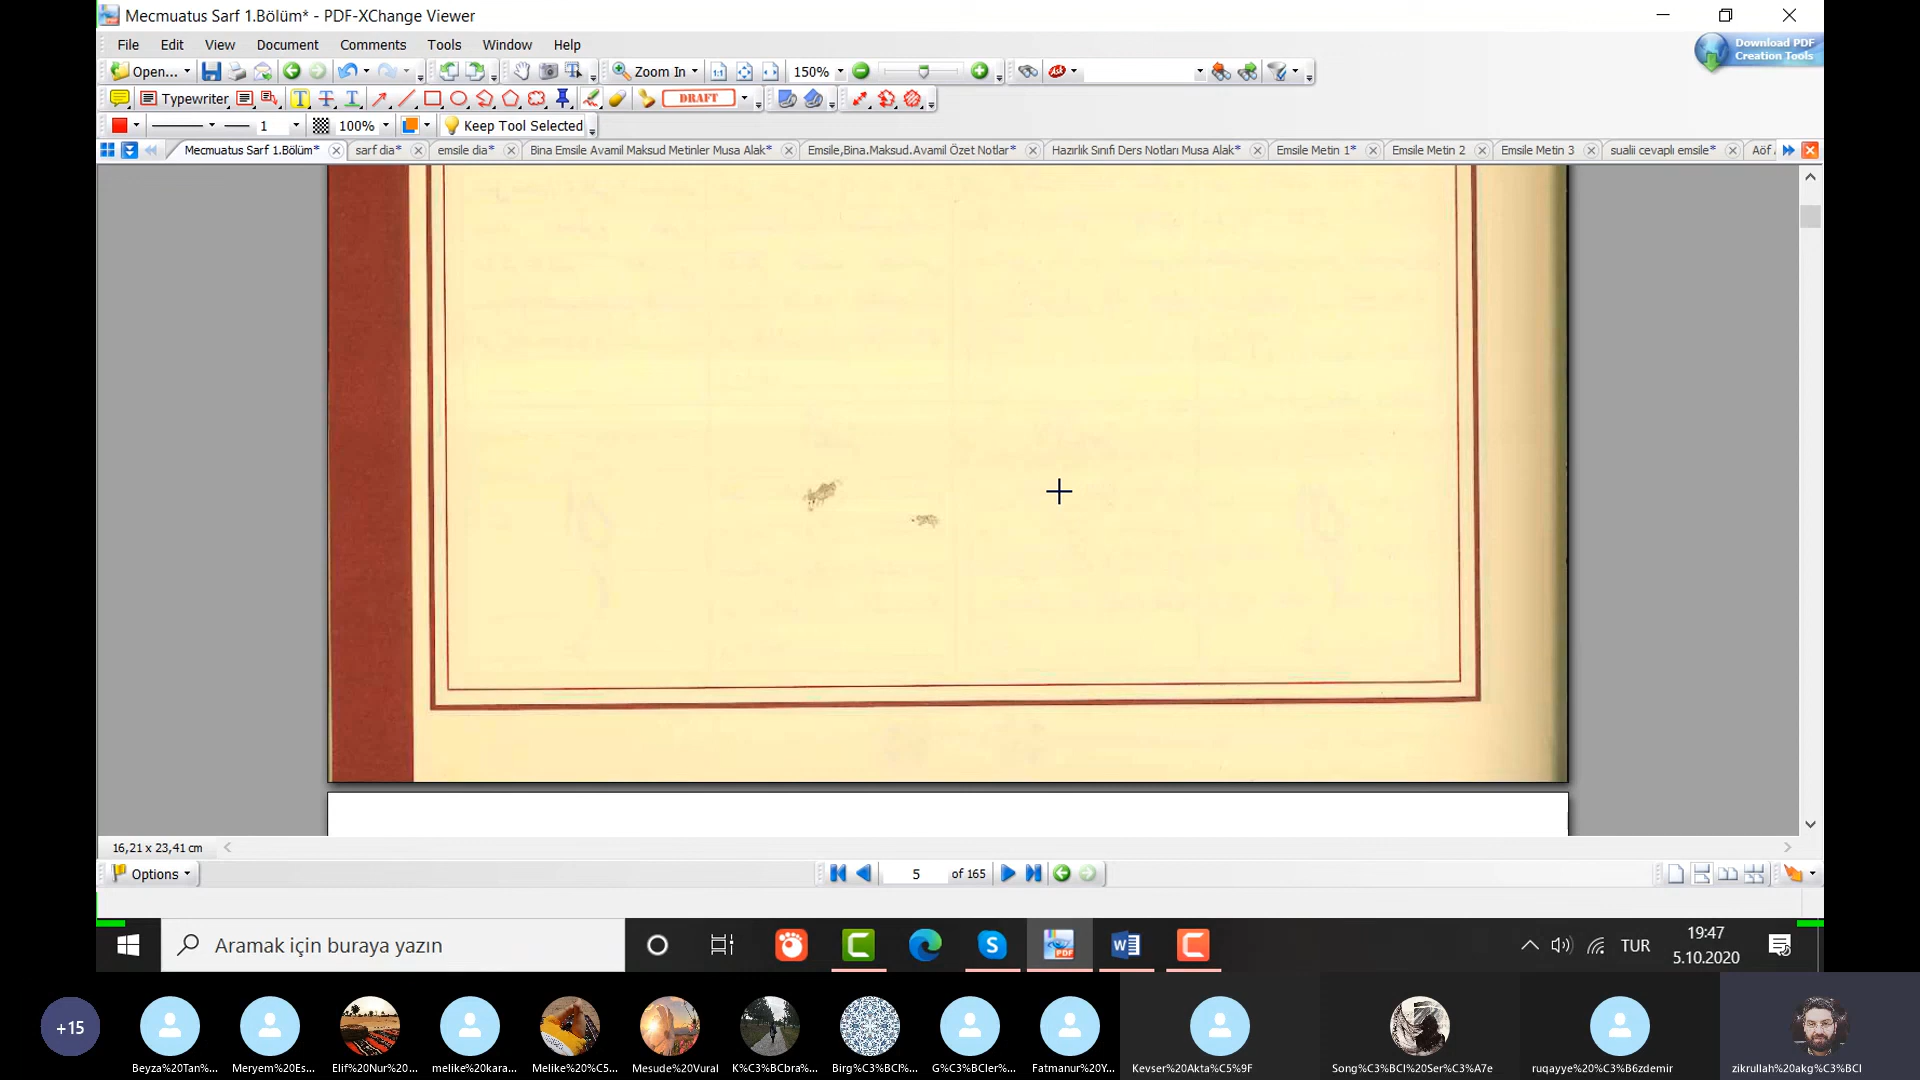 Mecmuatus Sarf 1.Bölüm* - PDF-XChange Viewer
File Edit View Document Comments Tools Window Help
Download PDF
Creation Tools
Open... Zoom In 150%
Typewriter DRAFT
1 100% Keep Tool Selected
Mecmuatus Sarf 1.Bölüm* sarf dia* emsile dia* Bina Emsile Avamil Maksud Metinler Musa Alak* Emsile,Bina.Maksud.Avamil Özet Notlar* Hazırlık Sınıfi Ders Notları Musa Alak* Emsile Metin 1* Emsile Metin 2 Emsile Metin 3 sualii cevaplı emsile* Aöf
16,21 x 23,41 cm
Options 5 of 165
Aramak için buraya yazın
TUR
19:47
5.10.2020
+15
Beyza%20Tan%... Meryem%20Es... Elif%20Nur%20... melike%20kara... Melike%20%C5... Mesude%20Vural K%C3%BCbra%... Birg%C3%BCl%... G%C3%BCler%... Fatmanur%20Y... Kevser%20Akta%C5%9F Song%C3%BCl%20Ser%C3%A7e ruqayye%20%C3%B6zdemir zikrullah%20akg%C3%BCl